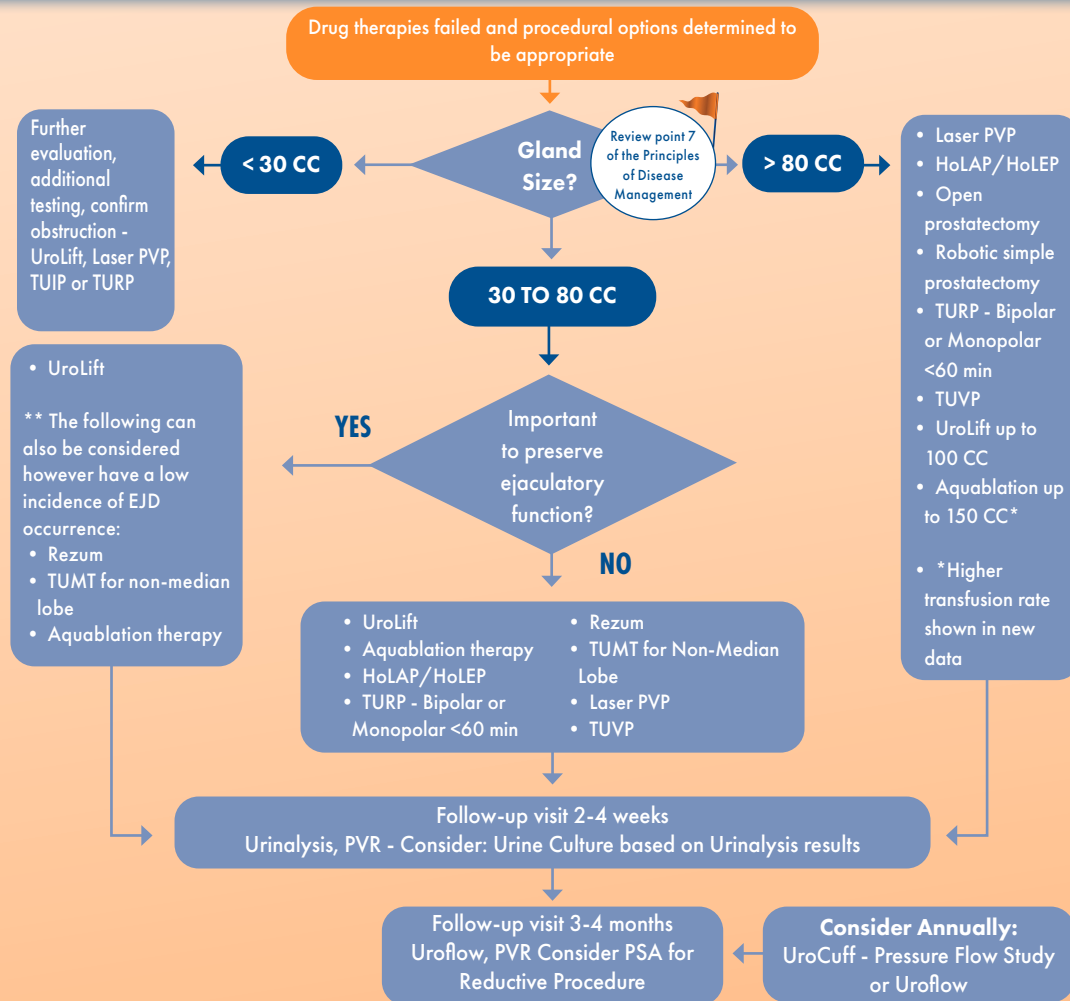 Drug therapies failed and procedural options determined to
be appropriate
Gland
Size?
Review point 7
of the Principles
of Disease
Management
< 30 CC
> 80 CC
Further
evaluation,
additional
testing, confirm
obstruction -
UroLift, Laser PVP,
TUIP or TURP
• Laser PVP
• HoLAP/HoLEP
• Open
prostatectomy
• Robotic simple
prostatectomy
• TURP - Bipolar
or Monopolar
<60 min
• TUVP
• UroLift up to
100 CC
• Aquablation up
to 150 CC*
• *Higher
transfusion rate
shown in new
data
30 TO 80 CC
Important
to preserve
ejaculatory
function?
YES
• UroLift
** The following can
also be considered
however have a low
incidence of EJD
occurrence:
• Rezum
• TUMT for non-median
lobe
• Aquablation therapy
NO
• UroLift
• Aquablation therapy
• HoLAP/HoLEP
• TURP - Bipolar or
Monopolar <60 min
• Rezum
• TUMT for Non-Median
Lobe
• Laser PVP
• TUVP
Follow-up visit 2-4 weeks
Urinalysis, PVR - Consider: Urine Culture based on Urinalysis results
Follow-up visit 3-4 months
Uroflow, PVR Consider PSA for
Reductive Procedure
Consider Annually:
UroCuff - Pressure Flow Study
or Uroflow